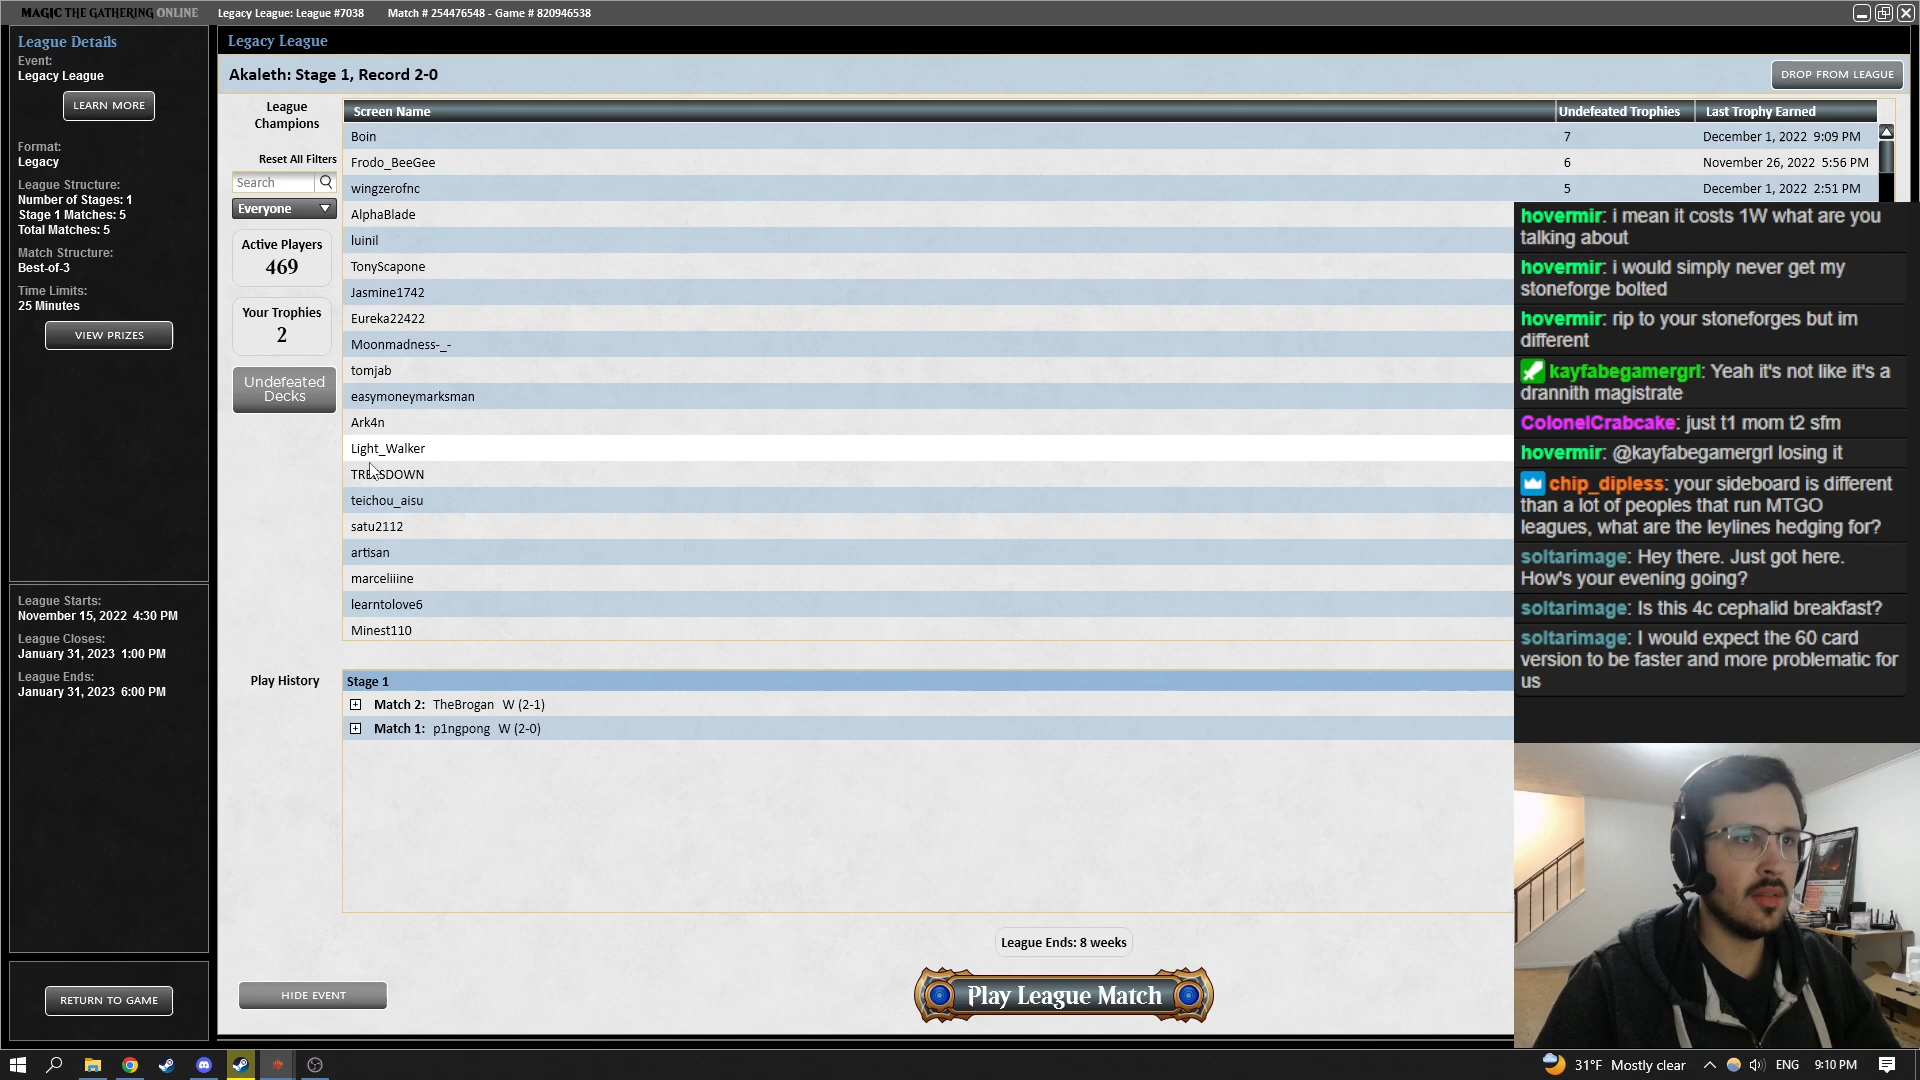 MAGIC THE GATHERING ONLINE
Legacy League: League #7038
Match # 254476548 - Game # 820946538
League Details
Event:
Legacy League
LEARN MORE
Format:
Legacy
League Structure:
Number of Stages: 1
Stage 1 Matches: 5
Total Matches: 5
Match Structure:
Best-of-3
Time Limits:
25 Minutes
VIEW PRIZES
League Starts:
November 15, 2022 4:30 PM
League Closes:
January 31, 2023 1:00 PM
League Ends:
January 31, 2023 6:00 PM
RETURN TO GAME
Legacy League
Akaleth: Stage 1, Record 2-0
DROP FROM LEAGUE
League
Champions
Reset All Filters
Search
Everyone
Active Players
469
Your Trophies
2
Undefeated
Decks
Screen Name Undefeated Trophies Last Trophy Earned
Boin 7 December 1, 2022 9:09 PM
Frodo_BeeGee 6 November 26, 2022 5:56 PM
wingzerofnc 5 December 1, 2022 2:51 PM
AlphaBlade
luinil
TonyScapone
Jasmine1742
Eureka22422
Moonmadness-_-
tomjab
easymoneymarksman
Ark4n
Light_Walker
teichou_aisu
satu2112
artisan
marceliiine
learntolove6
Minest110
Play History
Stage 1
Match 2: TheBrogan W (2-1)
Match 1: p1ngpong W (2-0)
League Ends: 8 weeks
HIDE EVENT
Play League Match
hovermir: i mean it costs 1W what are you
talking about
hovermir: i would simply never get my
stoneforge bolted
hovermir: rip to your stoneforges but im
different
kayfabegamergrl: Yeah it's not like it's a
drannith magistrate
ColonelCrabcake: just t1 mom t2 sfm
hovermir: @kayfabegamergrl losing it
chip_dipless: your sideboard is different
than a lot of peoples that run MTGO
leagues, what are the leylines hedging for?
soltarimage: Hey there. Just got here.
How's your evening going?
soltarimage: Is this 4c cephalid breakfast?
soltarimage: I would expect the 60 card
version to be faster and more problematic for
us
31°F Mostly clear
ENG
9:10 PM